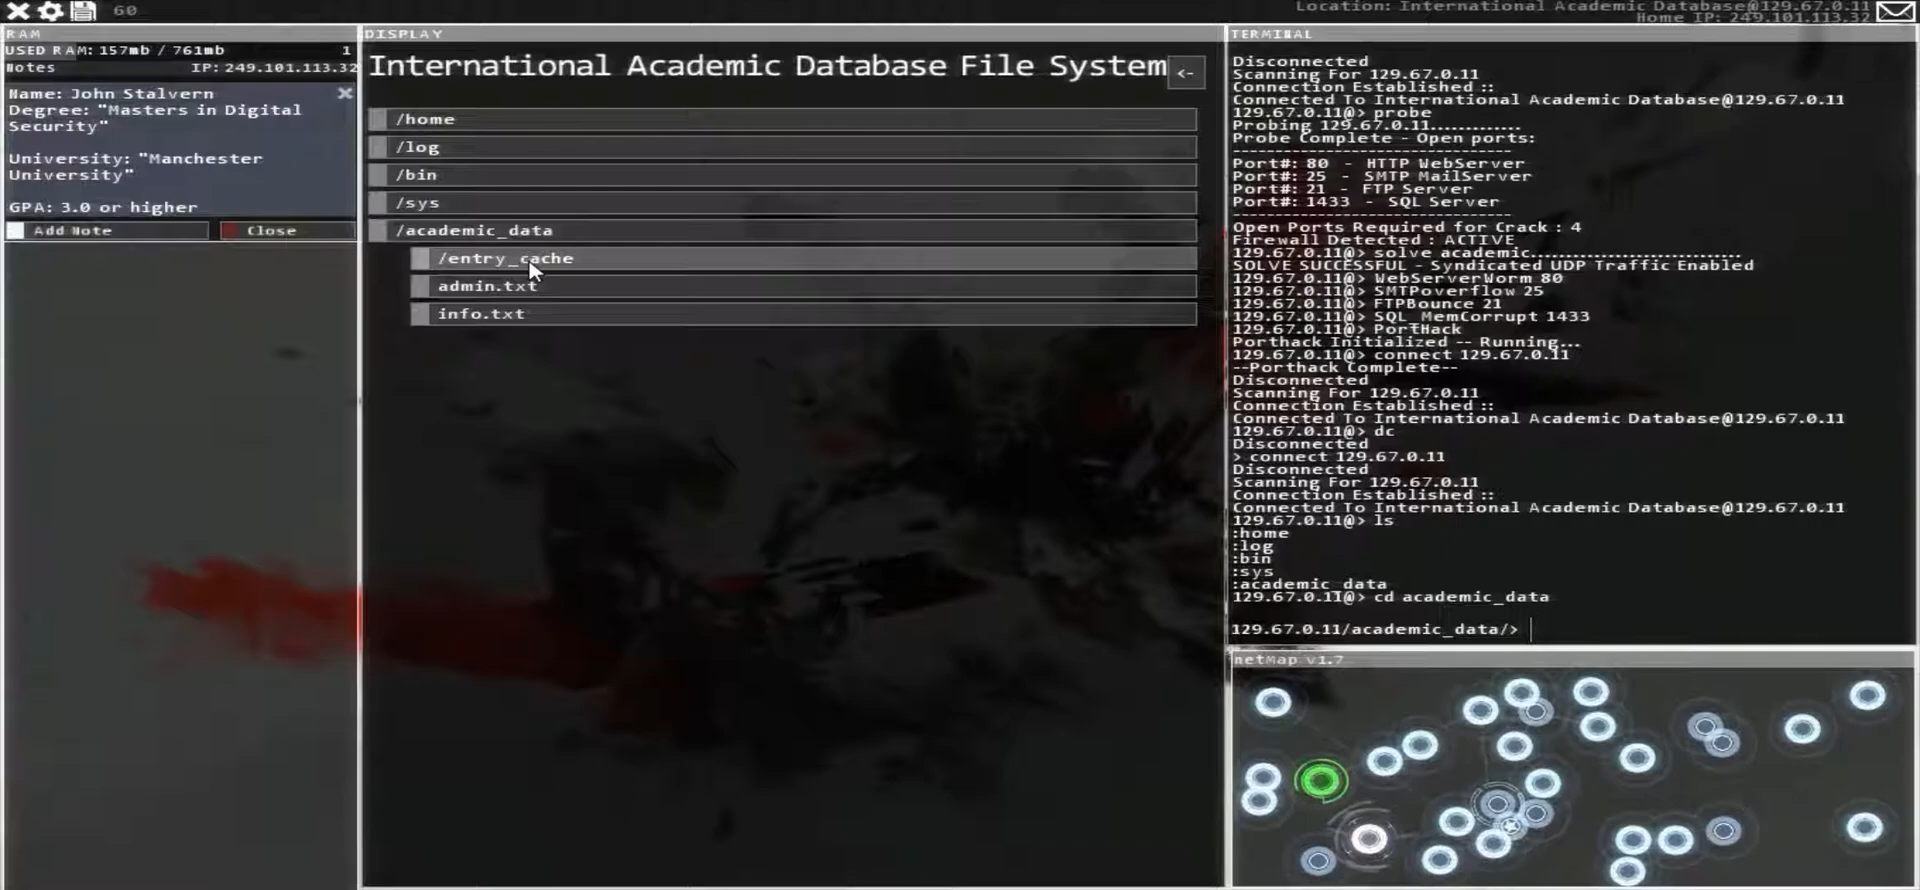 60
Location: International Academic Database@129.67.0.11
Home IP: 249.101.113.32
RAM
USED RAM: 157mb / 761mb 1
Notes IP: 249.101.113.32
Name: John Stalvern
Degree: "Masters in Digital
Security"
University: "Manchester
University"
GPA: 3.0 or higher
Add Note Close
DISPLAY
International Academic Database File System
<-
/home
/log
/bin
/sys
/academic_data
/entry_cache
admin.txt
info.txt
TERMINAL
Disconnected
Scanning For 129.67.0.11
Connection Established ::
Connected To International Academic Database@129.67.0.11
129.67.0.11@> probe
Probing 129.67.0.11.............
Probe Complete - Open ports:
---------------------------------
Port#: 80 - HTTP WebServer
Port#: 25 - SMTP MailServer
Port#: 21 - FTP Server
Port#: 1433 - SQL Server
---------------------------------
Open Ports Required for Crack : 4
Firewall Detected : ACTIVE
129.67.0.11@> solve academic..............................
SOLVE SUCCESSFUL - Syndicated UDP Traffic Enabled
129.67.0.11@> WebServerWorm 80
129.67.0.11@> SMTPoverflow 25
129.67.0.11@> FTPBounce 21
129.67.0.11@> SQL_MemCorrupt 1433
129.67.0.11@> PortHack
Porthack Initialized -- Running...
129.67.0.11@> connect 129.67.0.11
--Porthack Complete--
Disconnected
Scanning For 129.67.0.11
Connection Established ::
Connected To International Academic Database@129.67.0.11
129.67.0.11@> dc
Disconnected
> connect 129.67.0.11
Disconnected
Scanning For 129.67.0.11
Connection Established ::
Connected To International Academic Database@129.67.0.11
129.67.0.11@> ls
:home
:log
:bin
:sys
:academic_data
129.67.0.11@> cd academic_data
129.67.0.11/academic_data/>
netMap v1.7